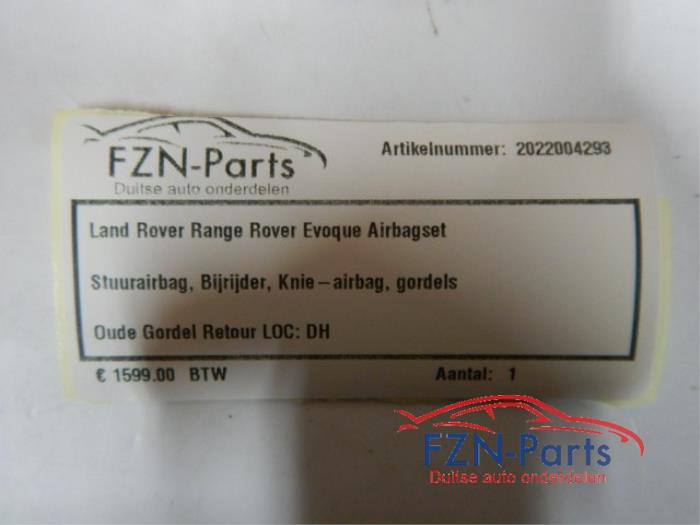 FZN-Parts
Duitse auto onderdelen
Artikelnummer: 2022004293
Land Rover Range Rover Evoque Airbagset
Stuurairbag, Bijrijder, Knie-airbag, gordels
Oude Gordel Retour LOC: DH
€ 1599.00 BTW
Aantal: 1
FZN-Parts
Duitse auto onderdelen